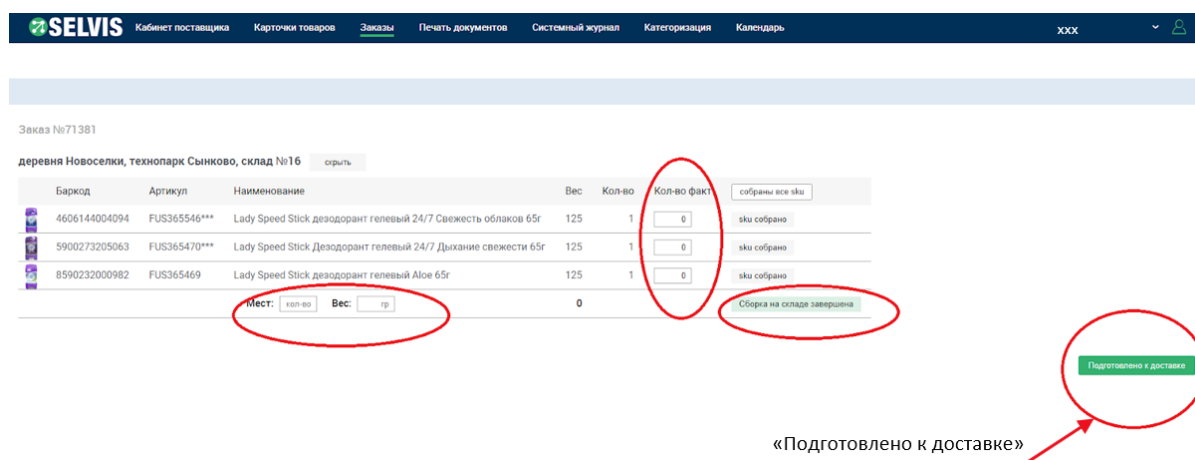 SELVIS Кабинет поставщика Карточки товаров Заказы Печать документов Системный журнал Категоризация Календарь xxx
Заказ №71381
деревня Новоселки, технопарк Сынково, склад №16 скрыть
Баркод Артикул Наименование Вес Кол-во Кол-во факт собраны все sku
4606144004094 FUS365546*** Lady Speed Stick дезодорант гелевый 24/7 Свежесть облаков 65г 125 1 0 sku собрано
5900273205063 FUS365470*** Lady Speed Stick Дезодорант гелевый 24/7 Дыхание свежести 65г 125 1 0 sku собрано
8590232000982 FUS365469 Lady Speed Stick дезодорант гелевый Aloe 65г 125 1 0 sku собрано
Мест: кол-во Вес: гр 0 Сборка на складе завершена
Подготовлено к доставке
«Подготовлено к доставке»